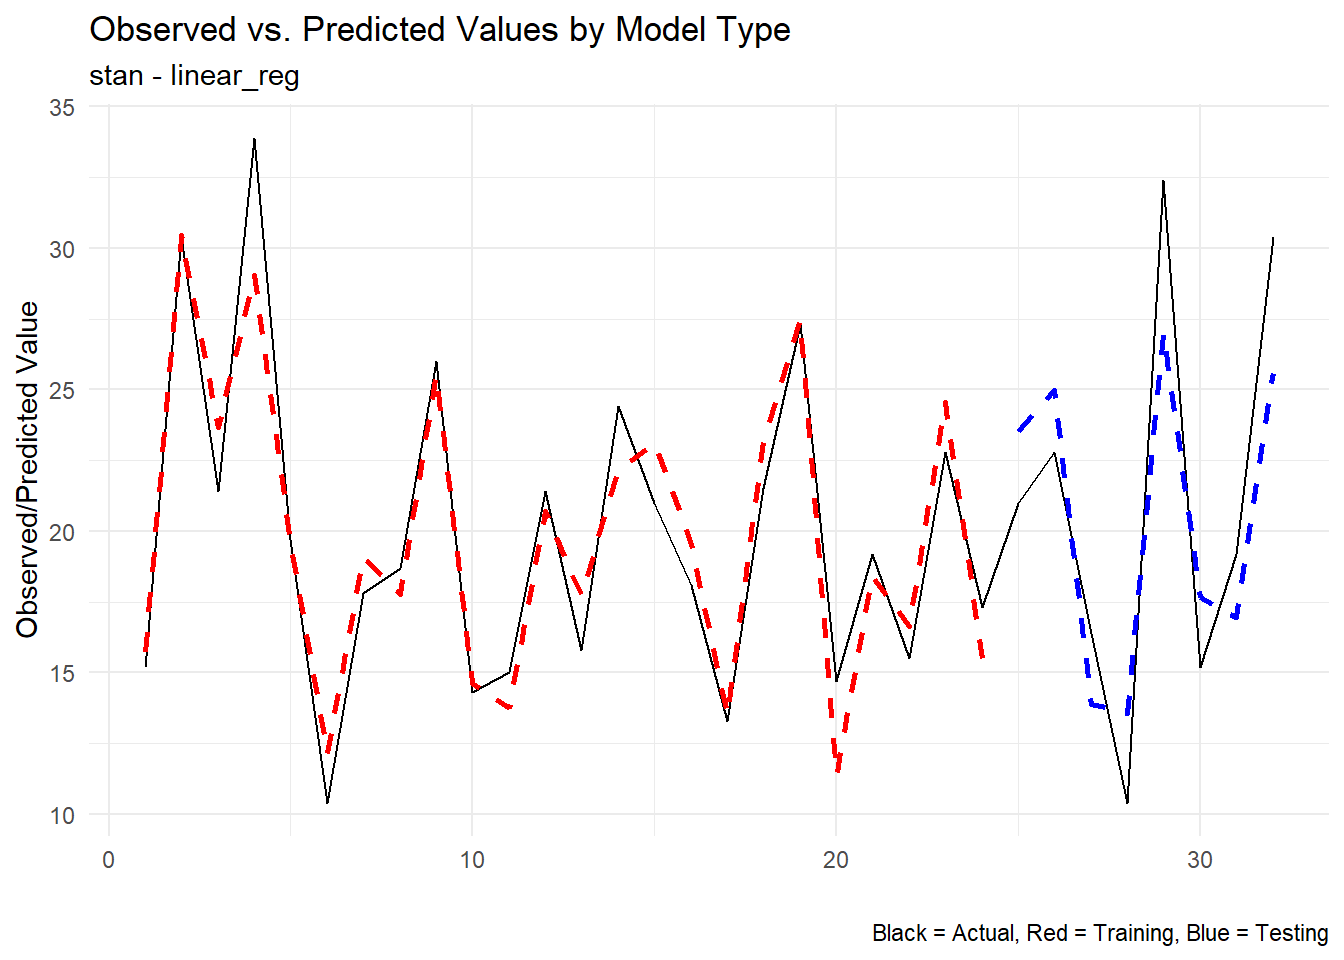 Observed vs. Predicted Values by Model Type
stan - linear_reg
Observed/Predicted Value
35
30
25
20
15
10
0
10
20
30
Black = Actual, Red = Training, Blue = Testing